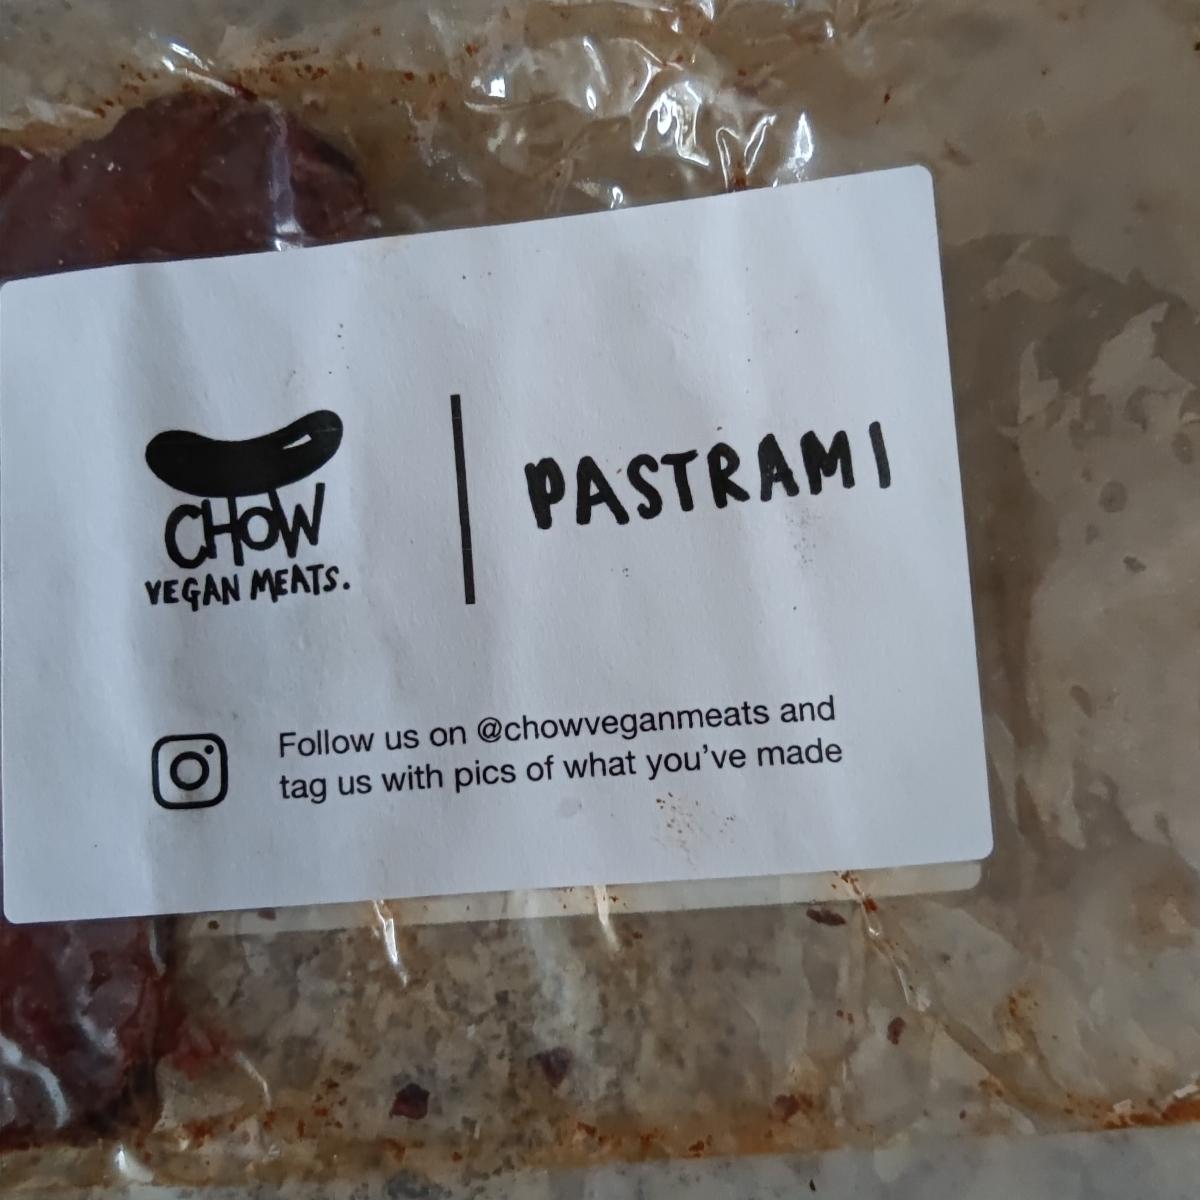 CHOW
VEGAN MEATS.
PASTRAMI
Follow us on @chowveganmeats and
tag us with pics of what you've made